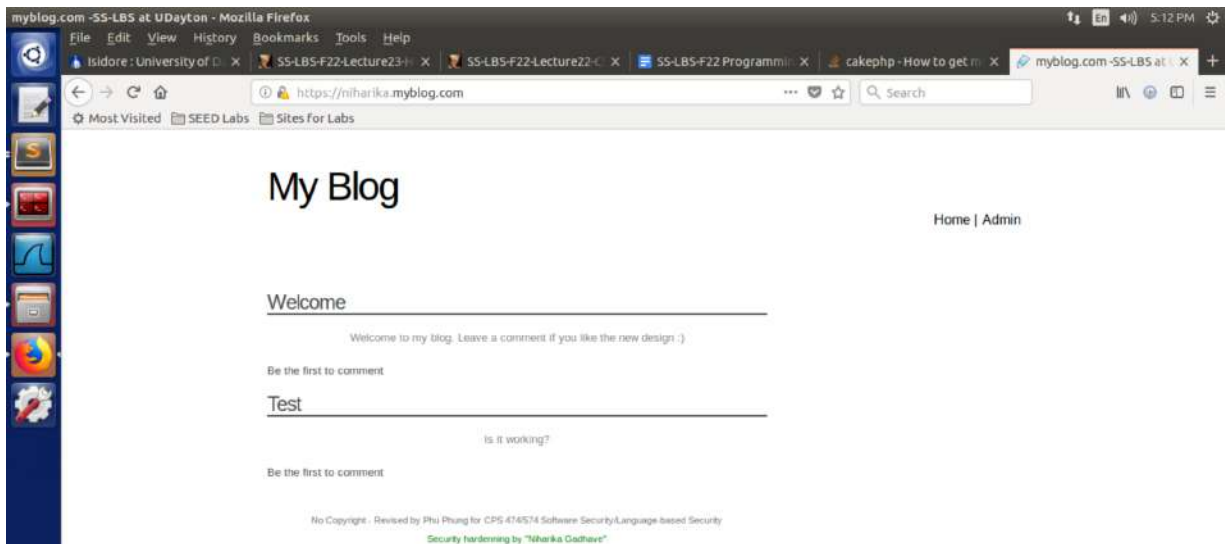 myblog.com -SS-LBS at UDayton - Mozilla Firefox
En 5:12 PM
File Edit View History Bookmarks Tools Help
Isidore : University of D
SS-LBS-F22-Lecture23-H
SS-LBS-F22-Lecture22-C
SS-LBS-F22 Programmin
cakephp - How to get m
myblog.com -SS-LBS at U
https://niharika.myblog.com
Search
Most Visited SEED Labs Sites for Labs
My Blog
Home | Admin
Welcome
Welcome to my blog. Leave a comment if you like the new design :)
Be the first to comment
Test
Is it working?
Be the first to comment
No Copyright - Revised by Phu Phung for CPS 474/574 Software Security/Language-based Security
Security hardenning by "Niharika Gadhave"